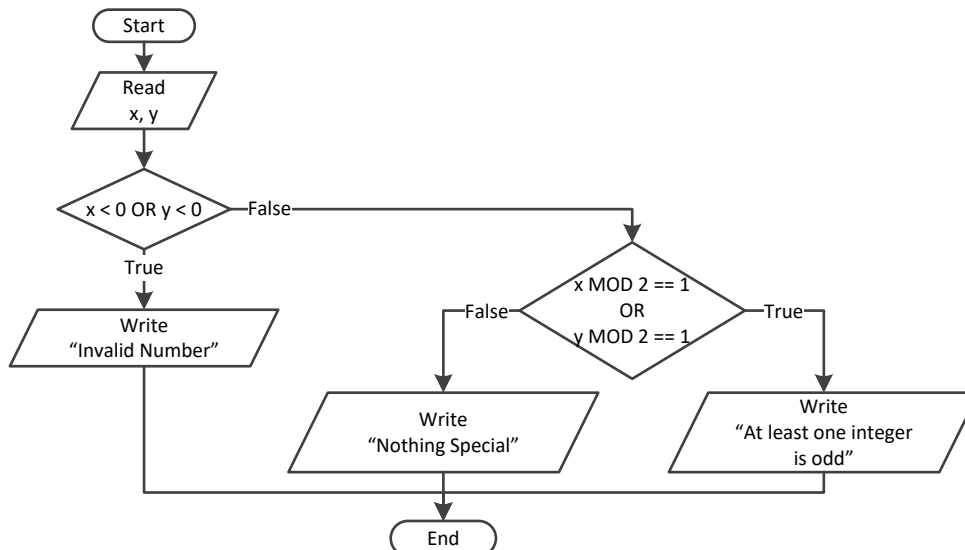 Start
Read
x, y
x < 0 OR y < 0
False
True
Write
“Invalid Number”
x MOD 2 == 1
OR
y MOD 2 == 1
False
True
Write
“Nothing Special”
Write
“At least one integer
is odd”
End